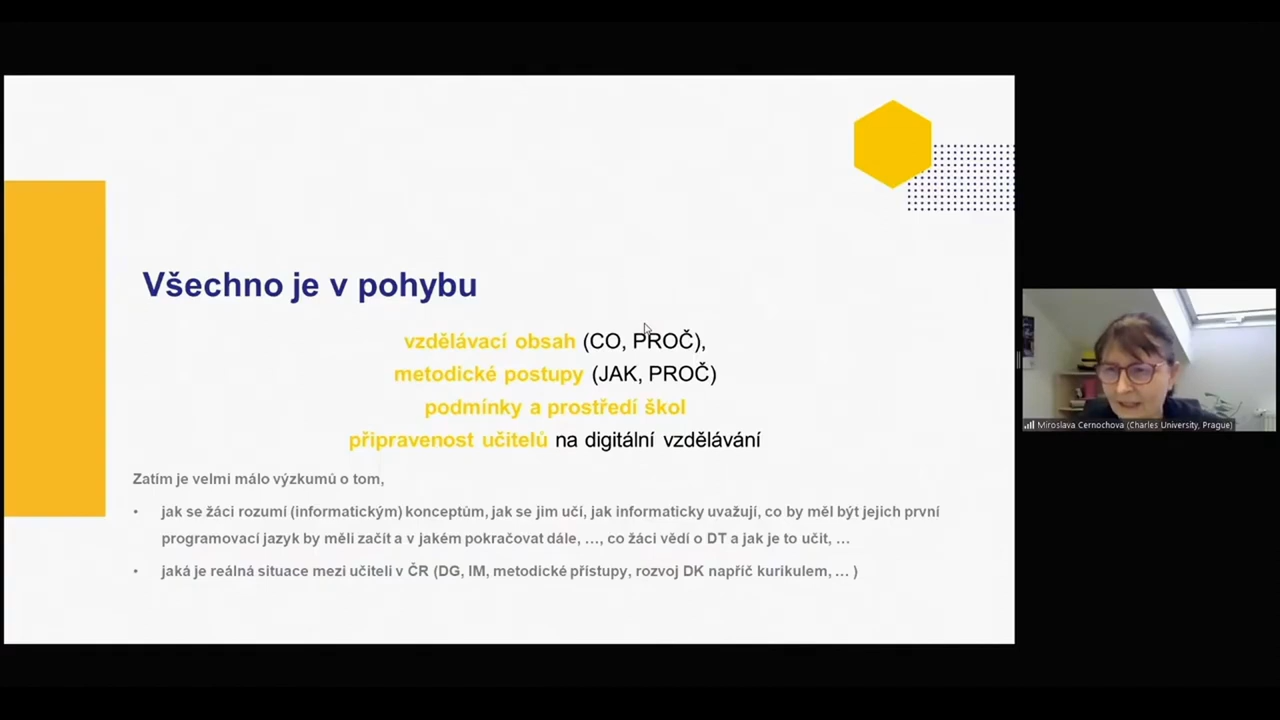 Všechno je v pohybu
vzdělávací obsah (CO, PROČ),
metodické postupy (JAK, PROČ)
podmínky a prostředí škol
připravenost učitelů na digitální vzdělávání
Zatím je velmi málo výzkumů o tom,
• jak se žáci rozumí (informatickým) konceptům, jak se jim učí, jak informaticky uvažují, co by měl být jejich první
programovací jazyk by měli začit a v jakém pokračovat dále, …, co žáci vědí o DT a jak je to učit, …
• jaká je reálná situace mezi učiteli v ČR (DG, IM, metodické přístupy, rozvoj DK napříč kurikulem, … )
Miroslava Cernochova (Charles University, Prague)